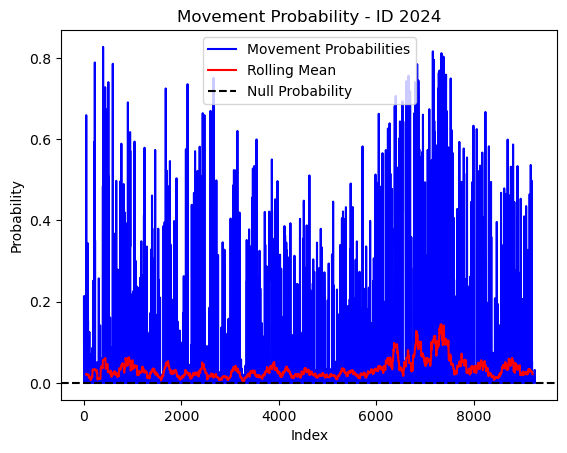 Movement Probability - ID 2024
Movement Probabilities
Rolling Mean
Null Probability
Probability
0.8
0.6
0.4
0.2
0.0
0
2000
4000
6000
8000
Index